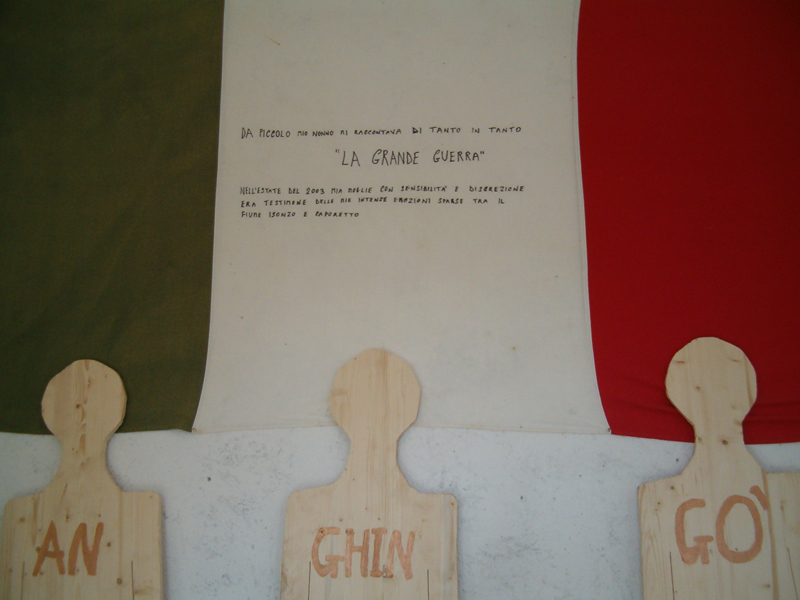 DA PICCOLO MIO NONNO MI RACCONTAVA DI TANTO IN TANTO
"LA GRANDE GUERRA"
NELL'ESTATE DEL 2003 MIA MOGLIE CON SENSIBILITA' E DISCREZIONE
ERA TESTIMONE DELLE MIE INTENSE EMOZIONI SPARSE TRA IL
FIUME ISONZO E CAPORETTO
AN GHIN GO'